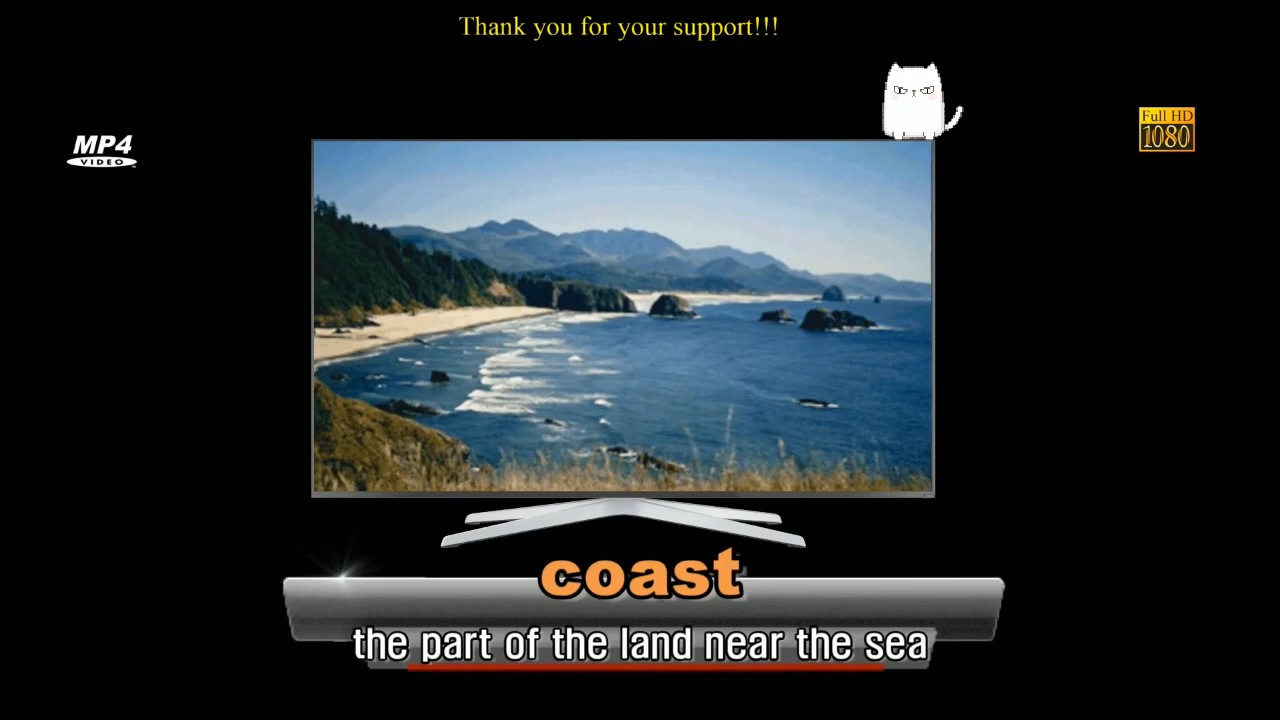 Thank you for your support!!!
MP4
VIDEO
Full HD
1080
coast
the part of the land near the sea